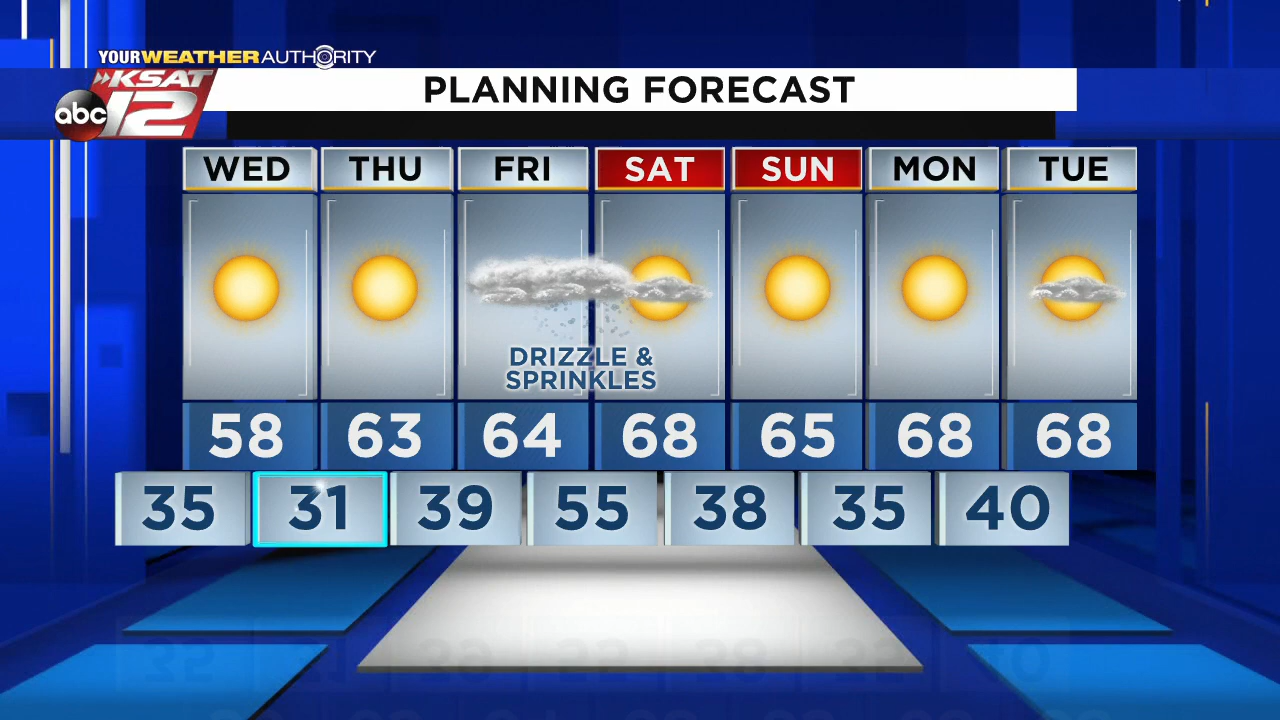 YOURWEATHERAUTHORITY
KSAT
abc 12
PLANNING FORECAST
WED THU FRI SAT SUN MON TUE
DRIZZLE &
SPRINKLES
58 63 64 68 65 68 68
35 31 39 55 38 35 40